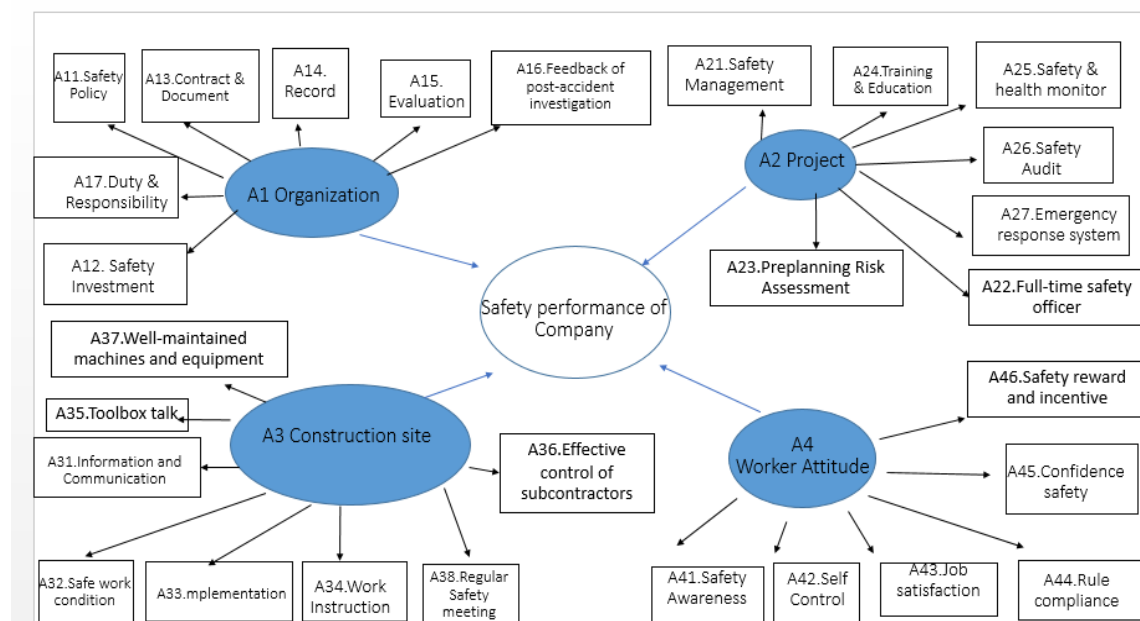 A11.Safety
Policy
A13.Contract &
Document
A14.
Record
A15.
Evaluation
A16.Feedback of
post-accident
investigation
A21.Safety
Management
A24.Training
& Education
A25.Safety &
health monitor
A17.Duty &
Responsibility
A1 Organization
A2 Project
A26.Safety
Audit
A27.Emergency
response system
A12. Safety
Investment
A23.Preplanning Risk
Assessment
A22.Full-time safety
officer
Safety performance of
Company
A37.Well-maintained
machines and equipment
A35.Toolbox talk
A31.Information and
Communication
A3 Construction site
A36.Effective
control of
subcontractors
A4
Worker Attitude
A46.Safety reward
and incentive
A45.Confidence
safety
A32.Safe work
condition
A33.mplementation
A34.Work
Instruction
A38.Regular
Safety
meeting
A41.Safety
Awareness
A42.Self
Control
A43.Job
satisfaction
A44.Rule
compliance